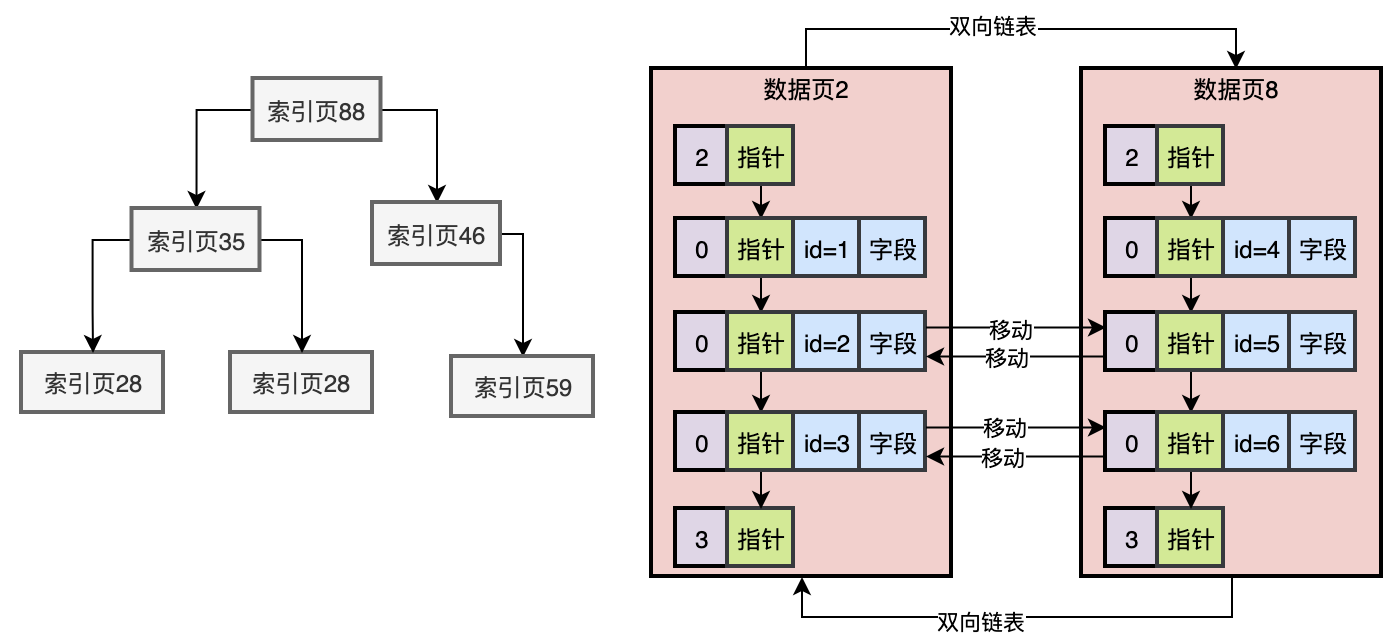 索引页88
索引页35
索引页46
索引页28
索引页28
索引页59
双向链表
数据页2
2 指针
0 指针 id=1 字段
0 指针 id=2 字段
0 指针 id=3 字段
3 指针
移动
移动
移动
移动
数据页8
2 指针
0 指针 id=4 字段
0 指针 id=5 字段
0 指针 id=6 字段
3 指针
双向链表